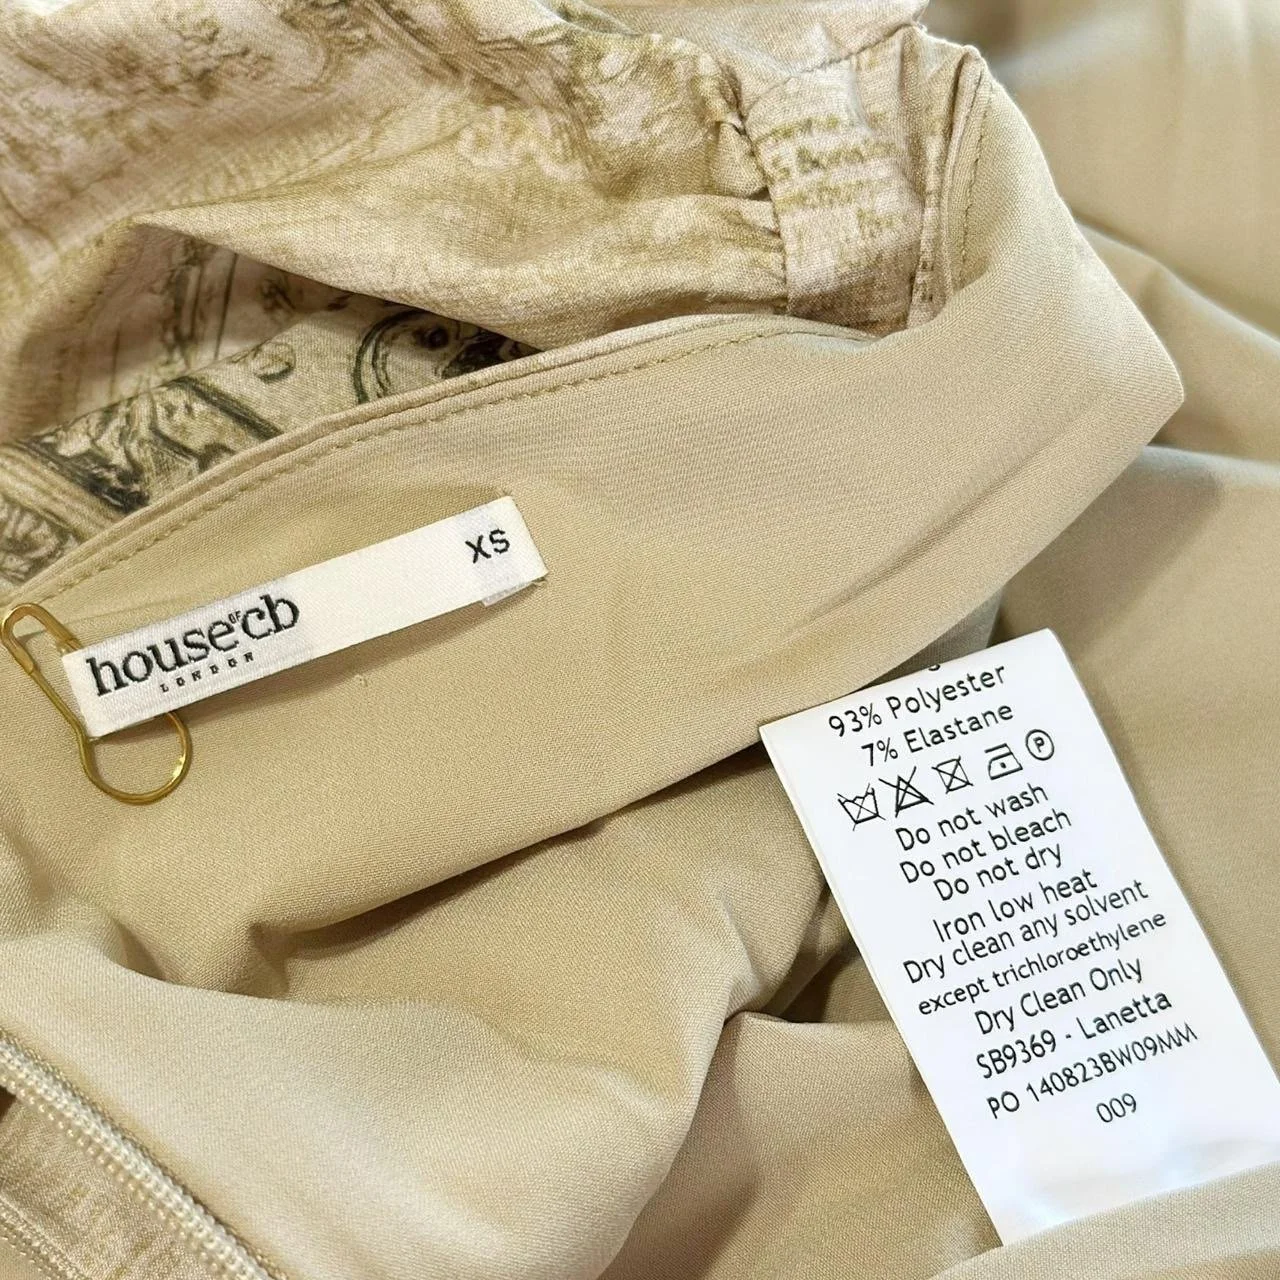 XS
house OF cb
LONDON
93% Polyester
7% Elastane
P
Do not wash
Do not bleach
Do not dry
Iron low heat
Dry clean any solvent
except trichloroethylene
Dry Clean Only
SB9369 - Lanetta
PO 140823BW09MM
009